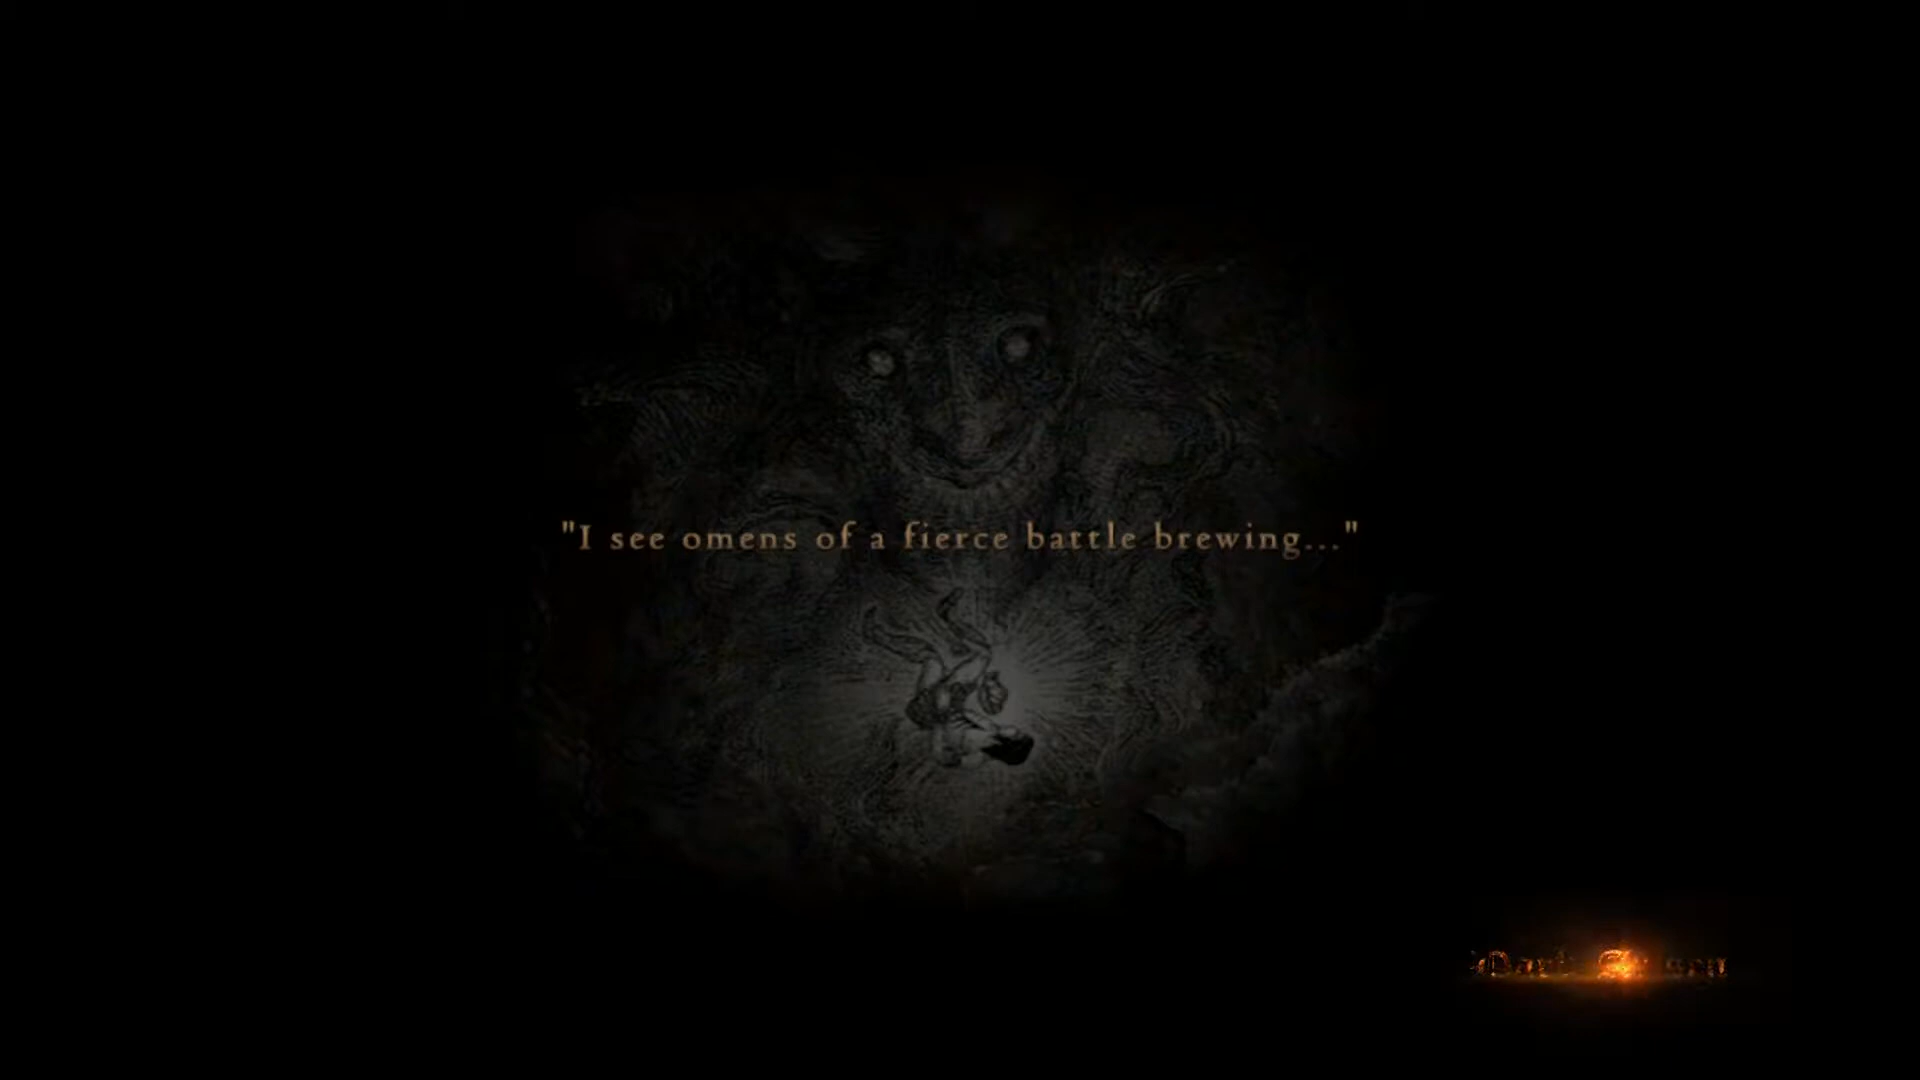 "I see omens of a fierce battle brewing..."